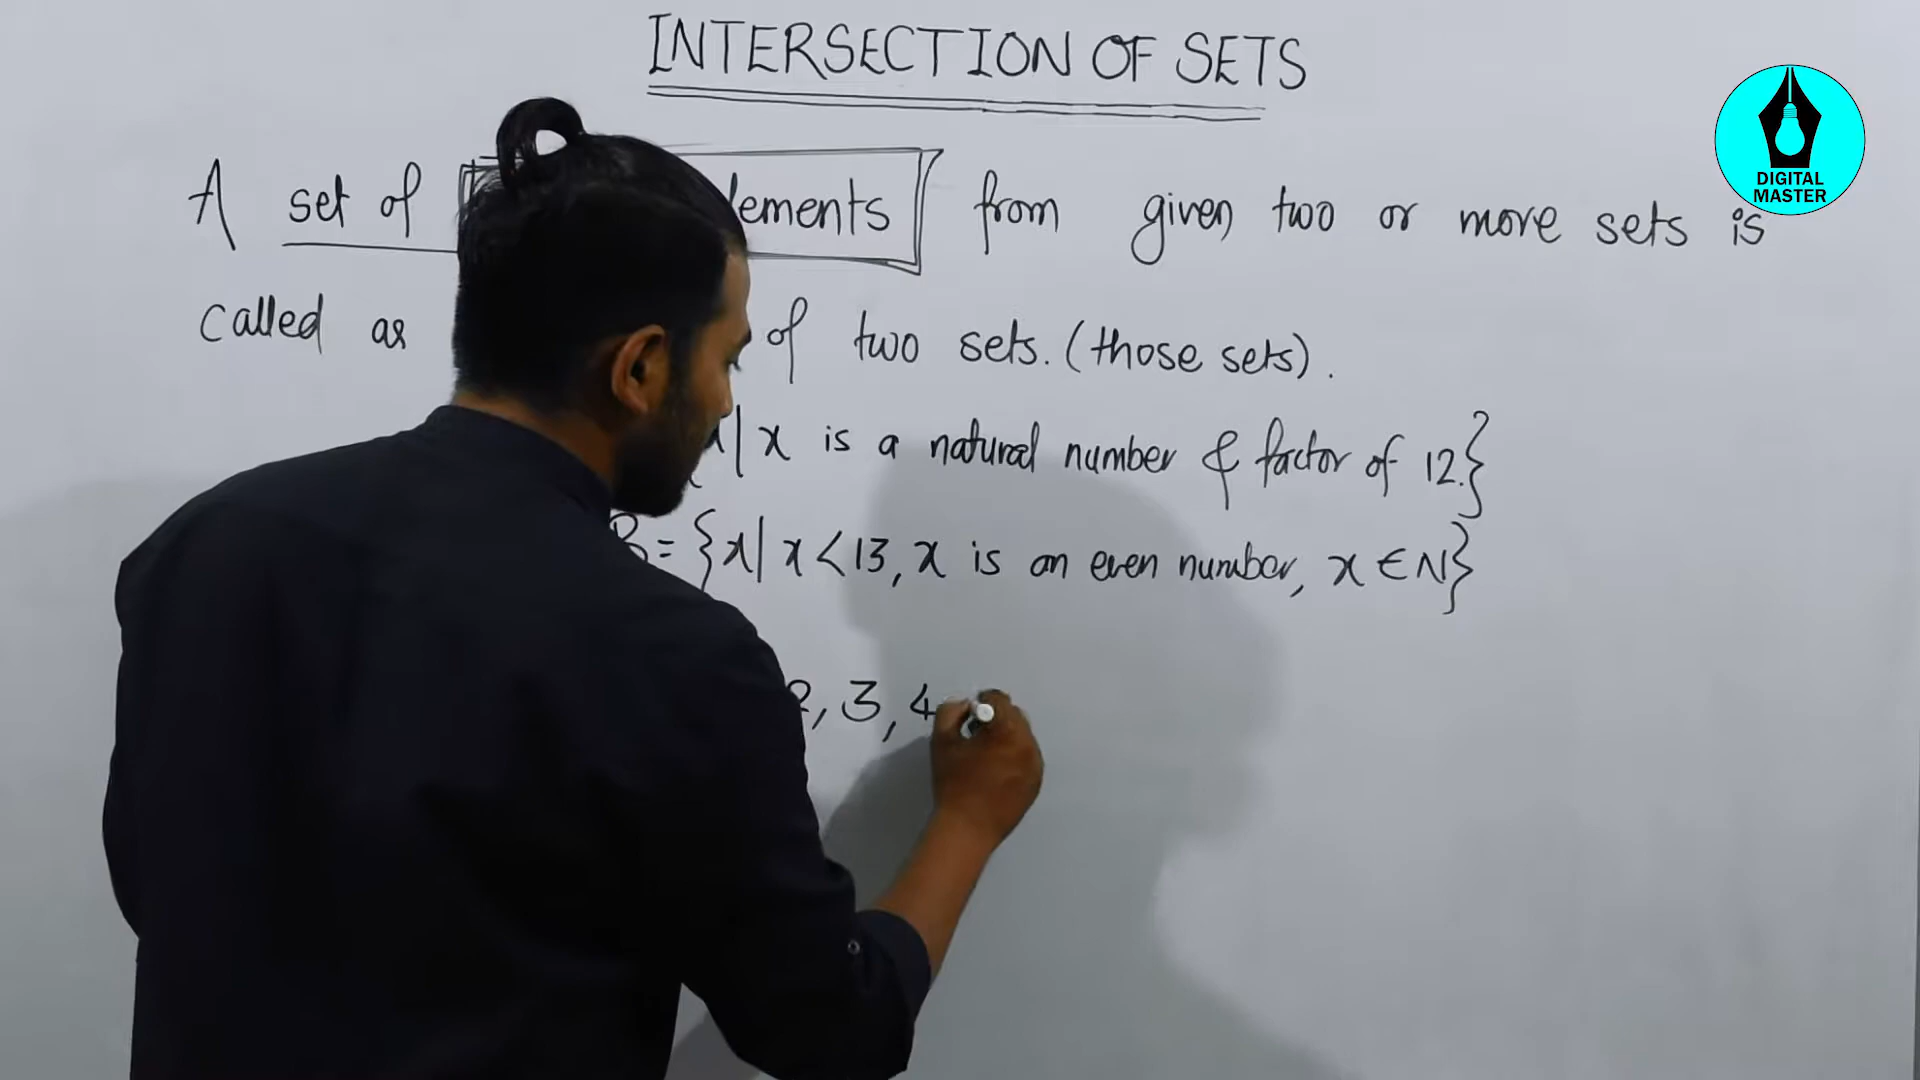 INTERSECTION OF SETS
DIGITAL
MASTER
A set of from given two or more sets is
called as of two sets. (those sets).
| x is a natural number & factor of 12.}
B = {x | x < 13, x is an even number, x ∈ N}
2, 3, 4